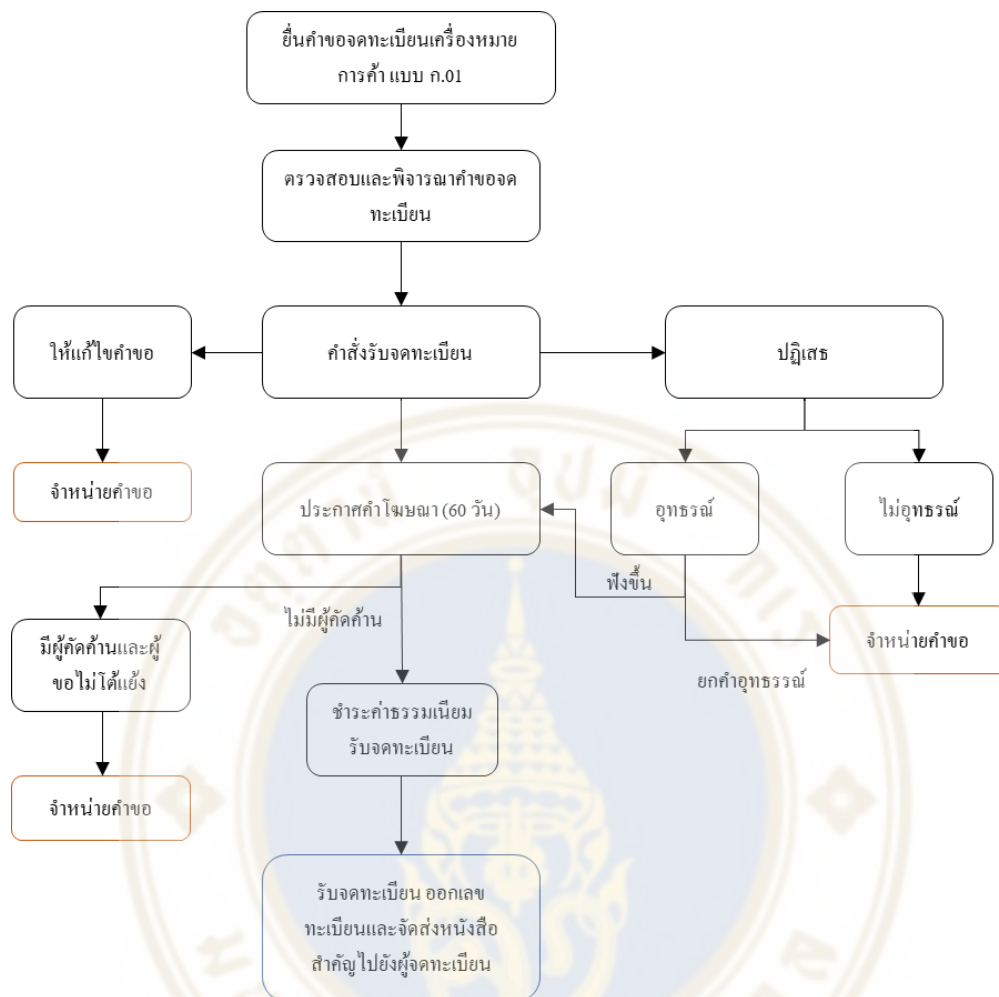 ยื่นคำขอจดทะเบียนเครื่องหมาย
การค้า แบบ ก.01
ตรวจสอบและพิจารณาคำขอจด
ทะเบียน
ให้แก้ไขคำขอ
คำสั่งรับจดทะเบียน
ปฏิเสธ
จำหน่ายคำขอ
ประกาศคำโฆษณา (60 วัน)
อุทธรณ์
ไม่อุทธรณ์
ฟังขึ้น
ไม่มีผู้คัดค้าน
มีผู้คัดค้านและผู้
ขอไม่โต้แย้ง
จำหน่ายคำขอ
ยกคำอุทธรรณ์
ชำระค่าธรรมเนียม
รับจดทะเบียน
จำหน่ายคำขอ
รับจดทะเบียน ออกเลข
ทะเบียนและจัดส่งหนังสือ
สำคัญไปยังผู้จดทะเบียน